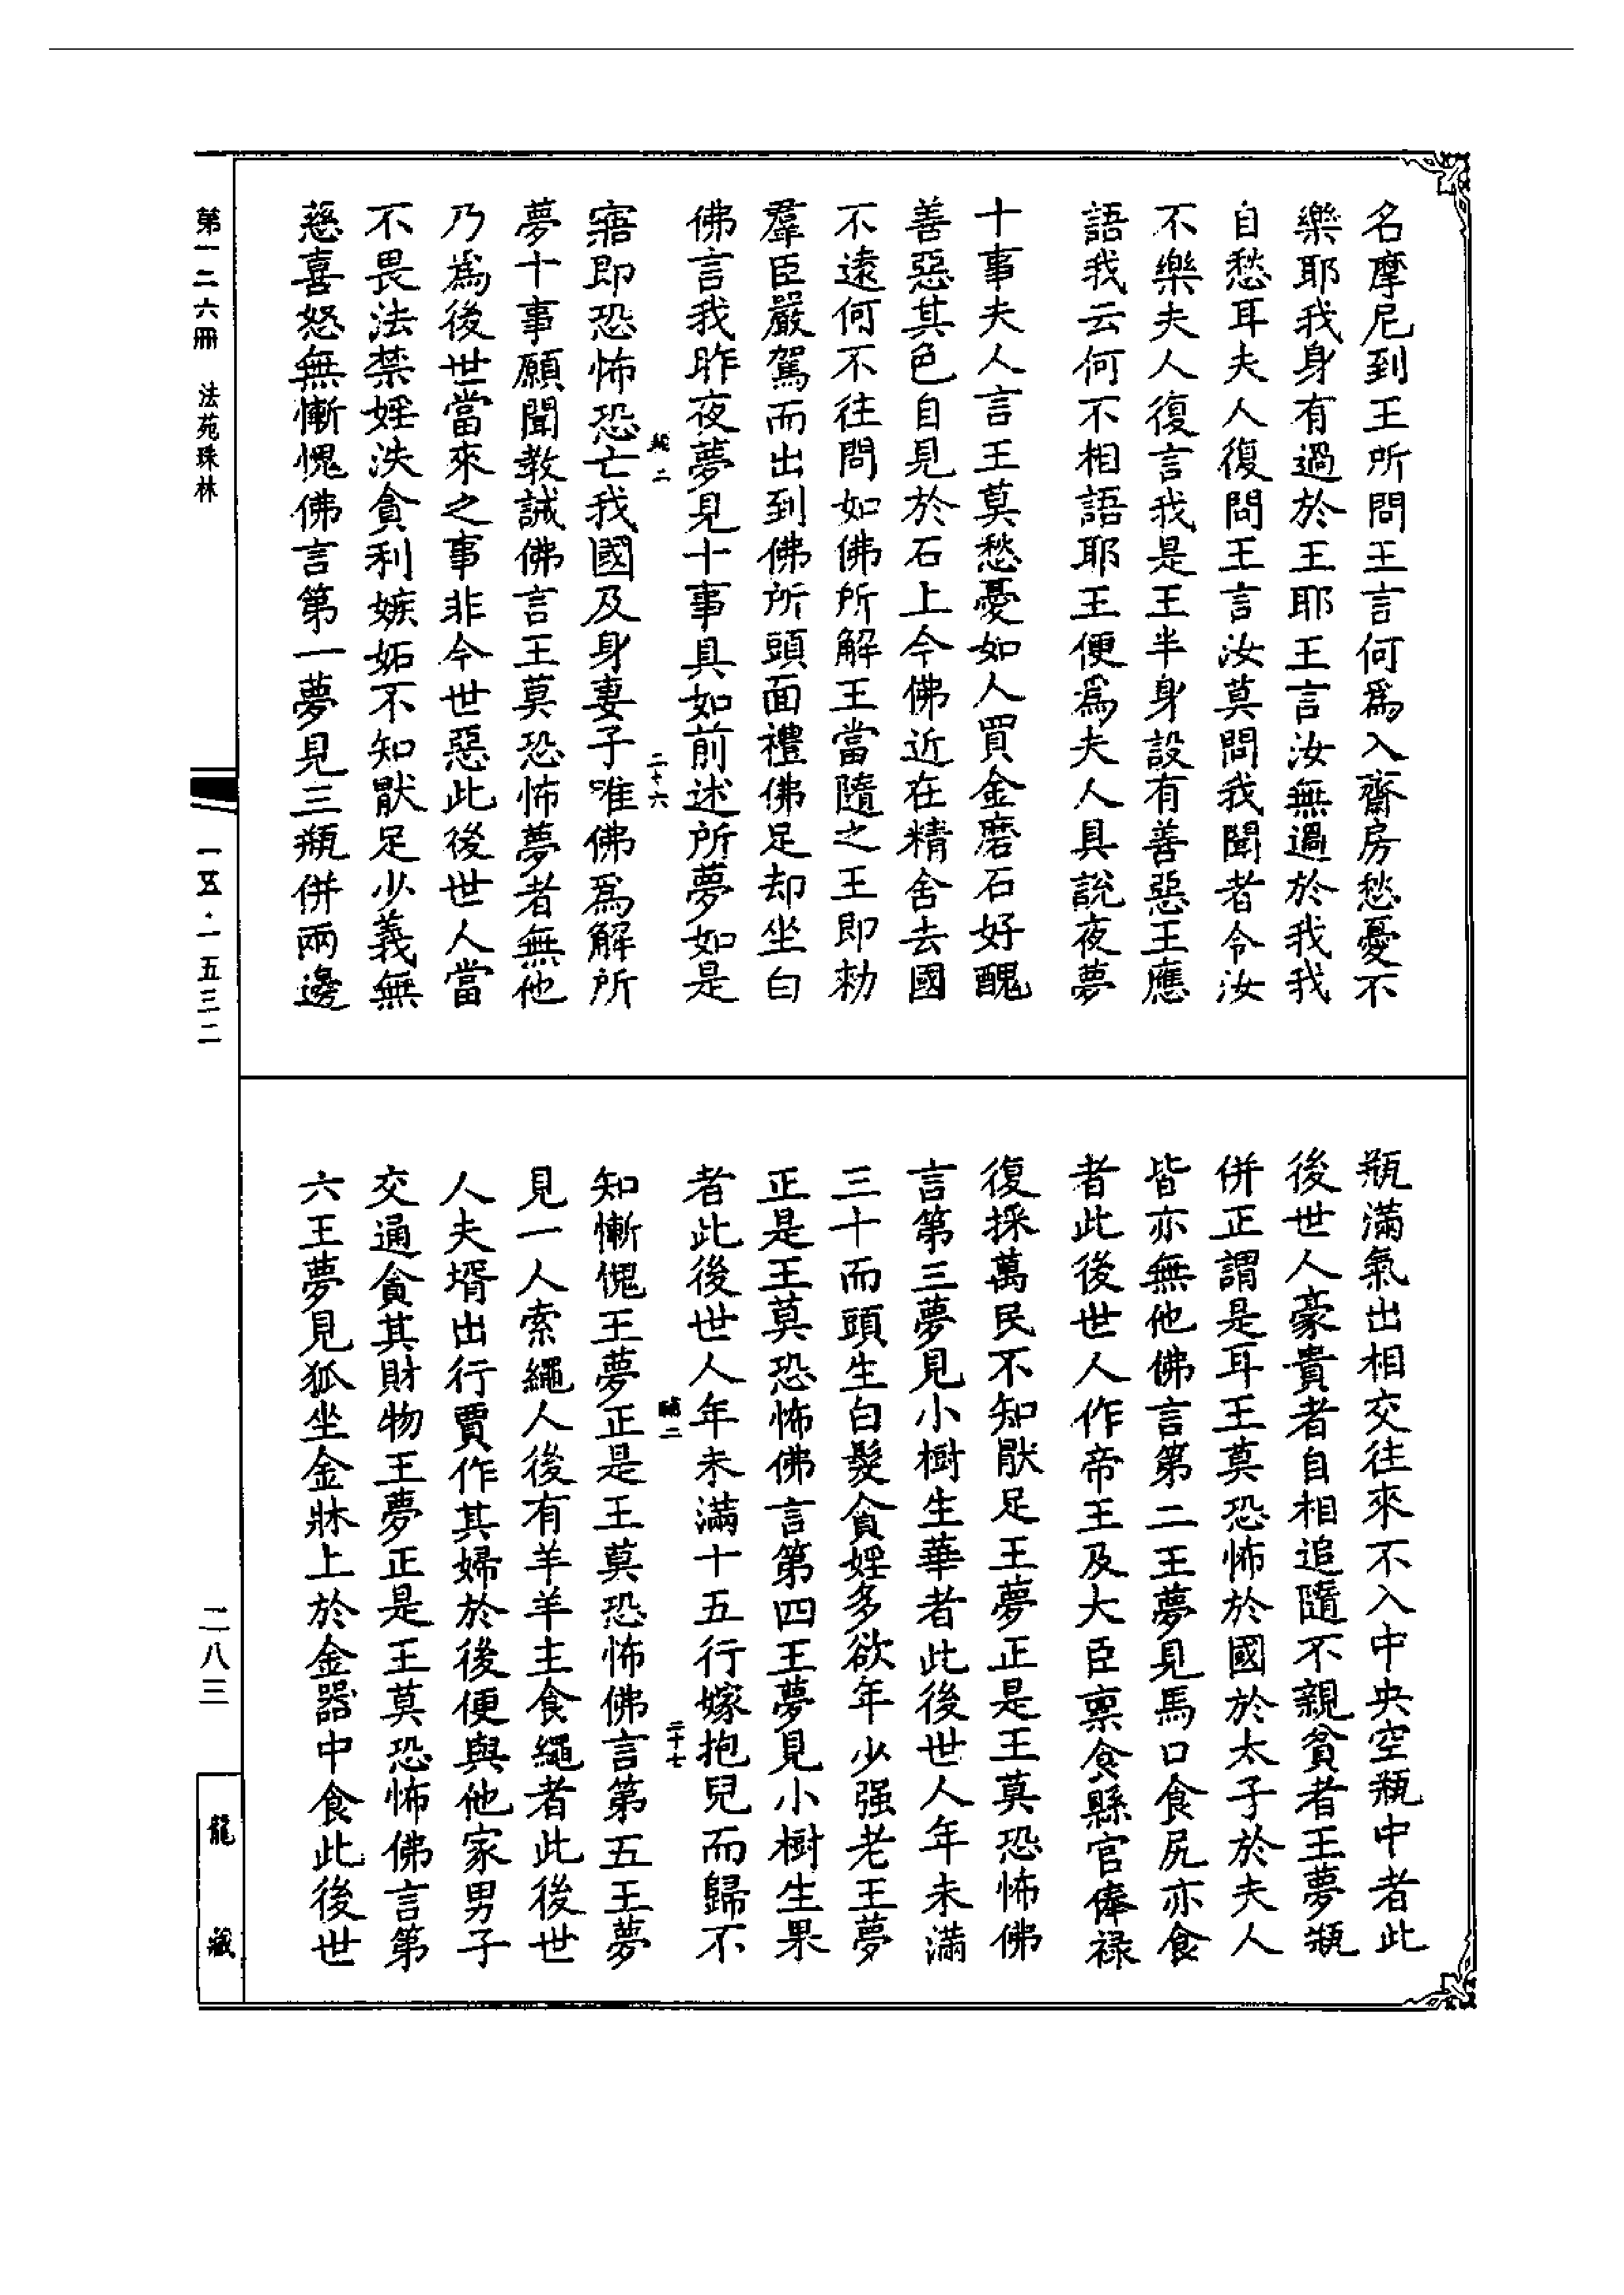 名摩尼到王所問王言何爲入齋房愁憂不
樂耶我身有過於王耶王言汝無過於我我
自愁耳夫人復問王言汝莫問我聞者令汝
不樂夫人復言我是王半身設有善惡王應
語我云何不相語耶王便爲夫人具說夜夢
十事夫人言王莫愁憂如人買金磨石好醜
善惡其色自見於石上今佛近在精舍去國
不遠何不往問如佛所解王當隨之王即勑
羣臣嚴駕而出到佛所頭面禮佛足却坐白
佛言我昨夜夢見十事具如前述所夢如是
二 二十六
寤即恐怖恐亡我國及身妻子唯佛爲解所
夢十事願聞教誡佛言王莫恐怖夢者無他
乃爲後世當來之事非今世惡此後世人當
不畏法禁婬泆貪利嫉妬不知猒足少義無
慈喜怒無慚愧佛言第一夢見三瓶併兩邊
瓶滿氣出相交往來不入中央空瓶中者此
後世人豪貴者自相追隨不親貧者王夢瓶
併正謂是耳王莫恐怖於國於太子於夫人
皆亦無他佛言第二王夢見馬口食尻亦食
者此後世人作帝王及大臣禀食縣官俸祿
復採萬民不知猒足王夢正是王莫恐怖佛
言第三夢見小樹生華者此後世人年未滿
三十而頭生白髮貪婬多欲年少强老王夢
正是王莫恐怖佛言第四王夢見小樹生果
者此後世人年未滿十五行嫁抱兒而歸不
二 二十七
知慚愧王夢正是王莫恐怖佛言第五王夢
見一人索繩人後有羊羊主食繩者此後世
人夫壻出行賈作其婦於後便與他家男子
交通貪其財物王夢正是王莫恐怖佛言第
六王夢見狐坐金牀上於金器中食此後世
第一二六冊 法苑珠林
一五·一五三二
二八三
龍藏